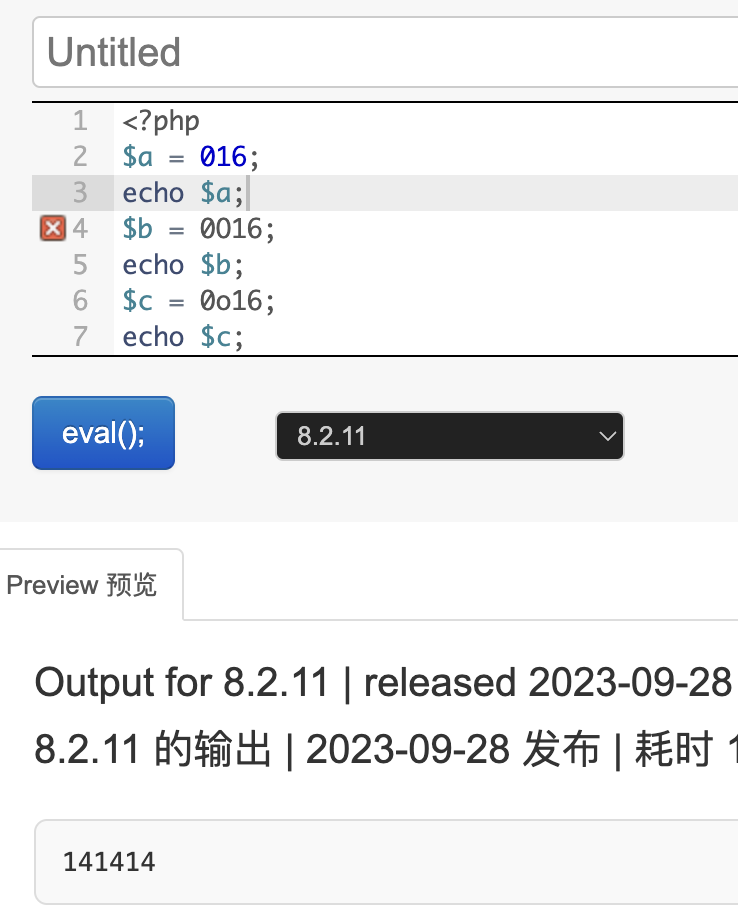 Untitled
1 <?php
2 $a = 016;
3 echo $a;
4 $b = 0O16;
5 echo $b;
6 $c = 0o16;
7 echo $c;
eval();
8.2.11
Preview 预览
Output for 8.2.11 | released 2023-09-28
8.2.11 的输出 | 2023-09-28 发布 | 耗时 1
141414